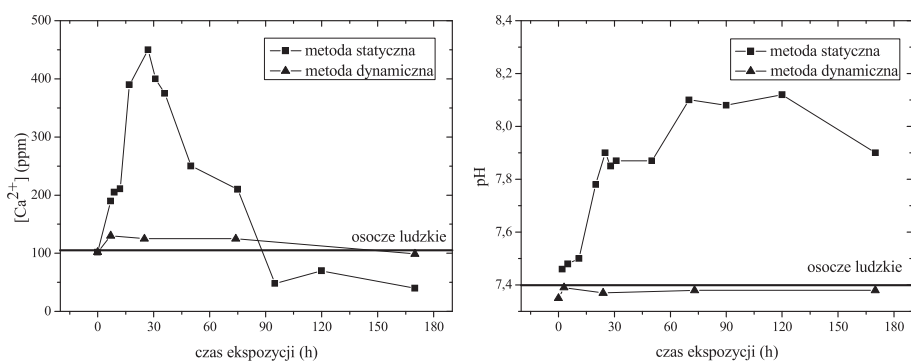 500
400
300
200
100
0
[Ca2+] (ppm)
metoda statyczna
metoda dynamiczna
osocze ludzkie
0 30 60 90 120 150 180
czas ekspozycji (h)
8,4
8,2
8,0
7,8
7,6
7,4
pH
metoda statyczna
metoda dynamiczna
osocze ludzkie
0 30 60 90 120 150 180
czas ekspozycji (h)